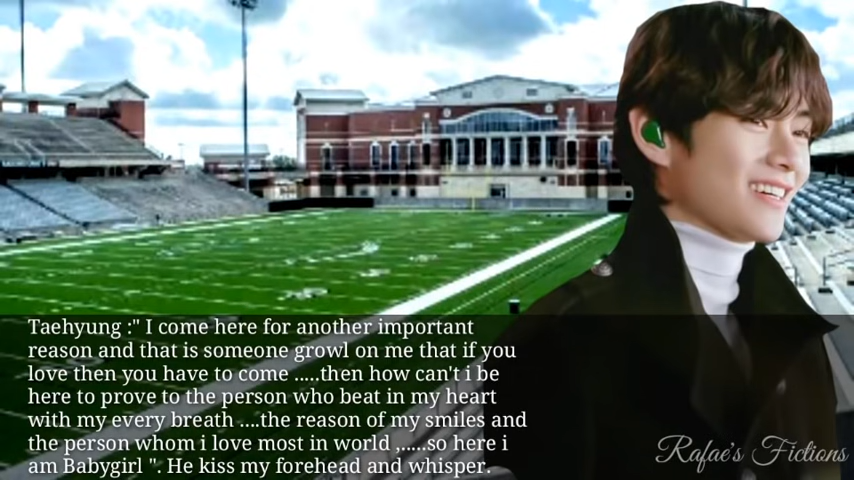 Taehyung :" I come here for another important
reason and that is someone growl on me that if you
love then you have to come .....then how can't i be
here to prove to the person who beat in my heart
with my every breath ....the reason of my smiles and
the person whom i love most in world ,.....so here i
am Babygirl ". He kiss my forehead and whisper.
Rafae's Fictions